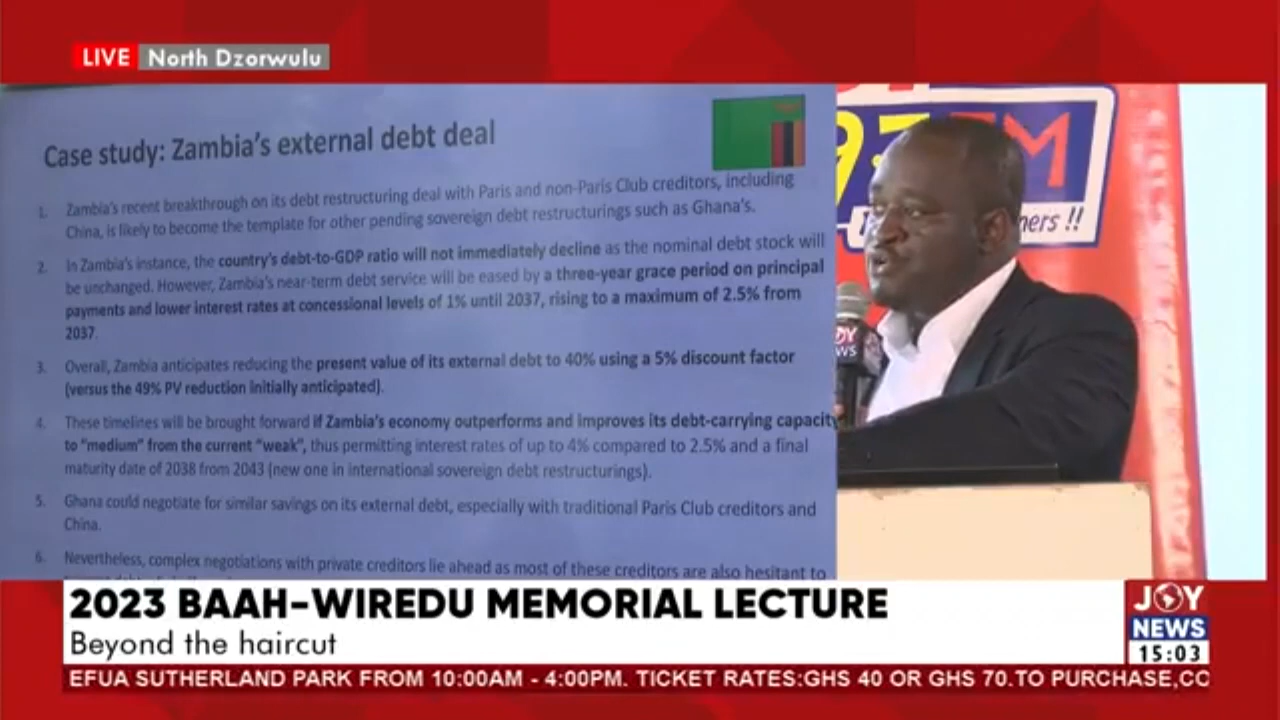 LIVE North Dzorwulu
Case study: Zambia's external debt deal
1. Zambia's recent breakthrough on its debt restructuring deal with Paris and non-Paris Club creditors, including
China, is likely to become the template for other pending sovereign debt restructurings such as Ghana's.
2. In Zambia's instance, the country's debt-to-GDP ratio will not immediately decline as the nominal debt stock will
be unchanged. However, Zambia's near-term debt service will be eased by a three-year grace period on principal
payments and lower interest rates at concessional levels of 1% until 2037, rising to a maximum of 2.5% from
2037.
3. Overall, Zambia anticipates reducing the present value of its external debt to 40% using a 5% discount factor
(versus the 49% PV reduction initially anticipated).
4. These timelines will be brought forward if Zambia's economy outperforms and improves its debt-carrying capacity
to "medium" from the current "weak", thus permitting interest rates of up to 4% compared to 2.5% and a final
maturity date of 2038 from 2043 (new one in international sovereign debt restructurings).
5. Ghana could negotiate for similar savings on its external debt, especially with traditional Paris Club creditors and
China.
6. Nevertheless, complex negotiations with private creditors lie ahead as most of these creditors are also hesitant to
FM
ners !!
2023 BAAH-WIREDU MEMORIAL LECTURE
Beyond the haircut
JOY
NEWS
15:03
EFUA SUTHERLAND PARK FROM 10:00AM - 4:00PM. TICKET RATES:GHS 40 OR GHS 70.TO PURCHASE,CO